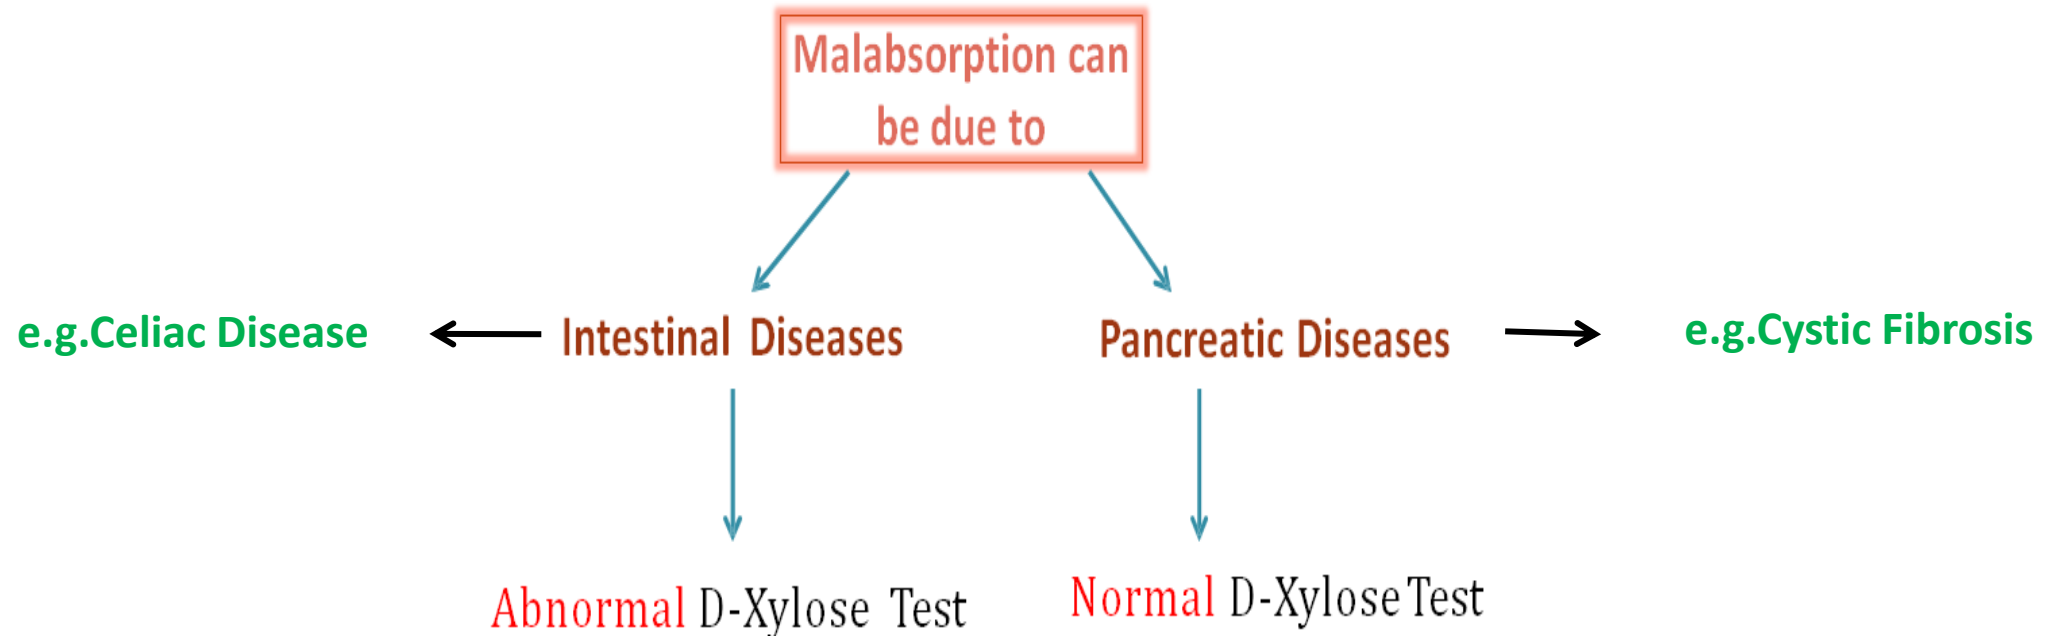 Malabsorption can
be due to
e.g.Celiac Disease
Intestinal Diseases
Pancreatic Diseases
e.g.Cystic Fibrosis
Abnormal D-Xylose Test
Normal D-Xylose Test